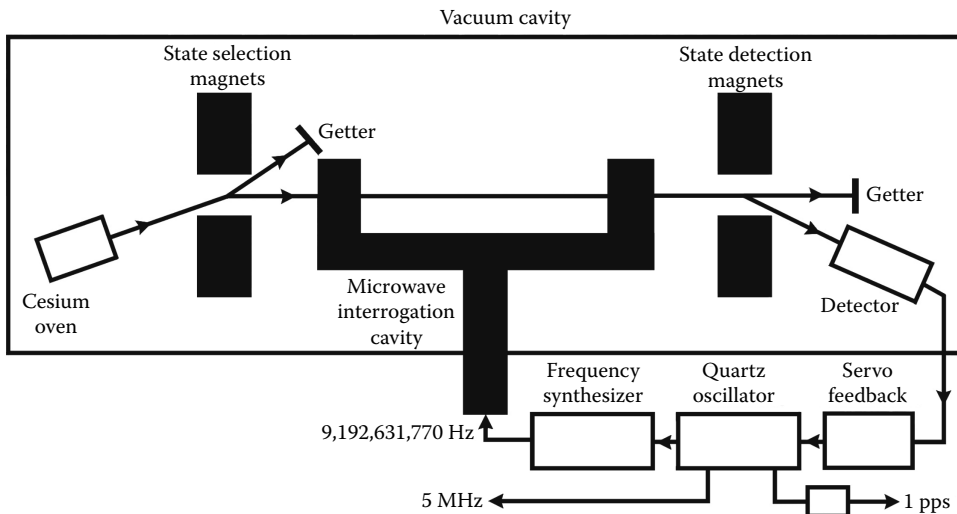 Vacuum cavity
State selection
magnets
State detection
magnets
Getter
Getter
Cesium
oven
Microwave
interrogation
cavity
Detector
Frequency
synthesizer
Quartz
oscillator
Servo
feedback
9,192,631,770 Hz
5 MHz
1 pps